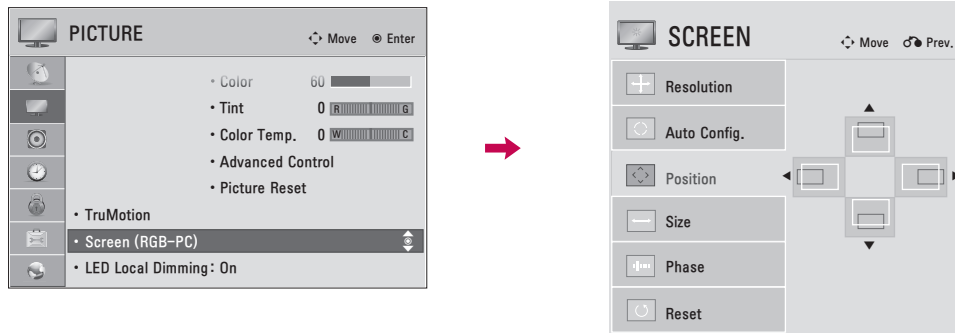 PICTURE
Move
Enter
• Color 60
• Tint 0 R G
• Color Temp. 0 W C
• Advanced Control
• Picture Reset
• TruMotion
• Screen (RGB-PC)
• LED Local Dimming: On
SCREEN
Move
Prev.
Resolution
Auto Config.
Position
Size
Phase
Reset